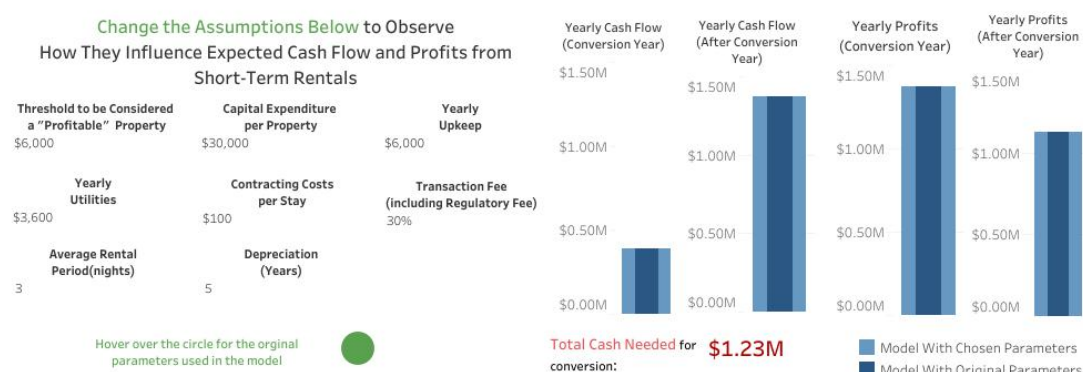 Change the Assumptions Below to Observe
How They Influence Expected Cash Flow and Profits from
Short-Term Rentals
Threshold to be Considered
a "Profitable" Property
$6,000
Capital Expenditure
per Property
$30,000
Yearly
Upkeep
$6,000
Yearly
Utilities
$3,600
Contracting Costs
per Stay
$100
Transaction Fee
(including Regulatory Fee)
30%
Average Rental
Period(nights)
3
Depreciation
(Years)
5
Hover over the circle for the orginal
parameters used in the model
Yearly Cash Flow
(Conversion Year)
$1.50M
$1.00M
$0.50M
$0.00M
Yearly Cash Flow
(After Conversion
Year)
$1.50M
$1.00M
$0.50M
$0.00M
Yearly Profits
(Conversion Year)
$1.50M
$1.00M
$0.50M
$0.00M
Yearly Profits
(After Conversion
Year)
$1.50M
$1.00M
$0.50M
$0.00M
Total Cash Needed for
conversion:
$1.23M
Model With Chosen Parameters
Model With Original Parameters